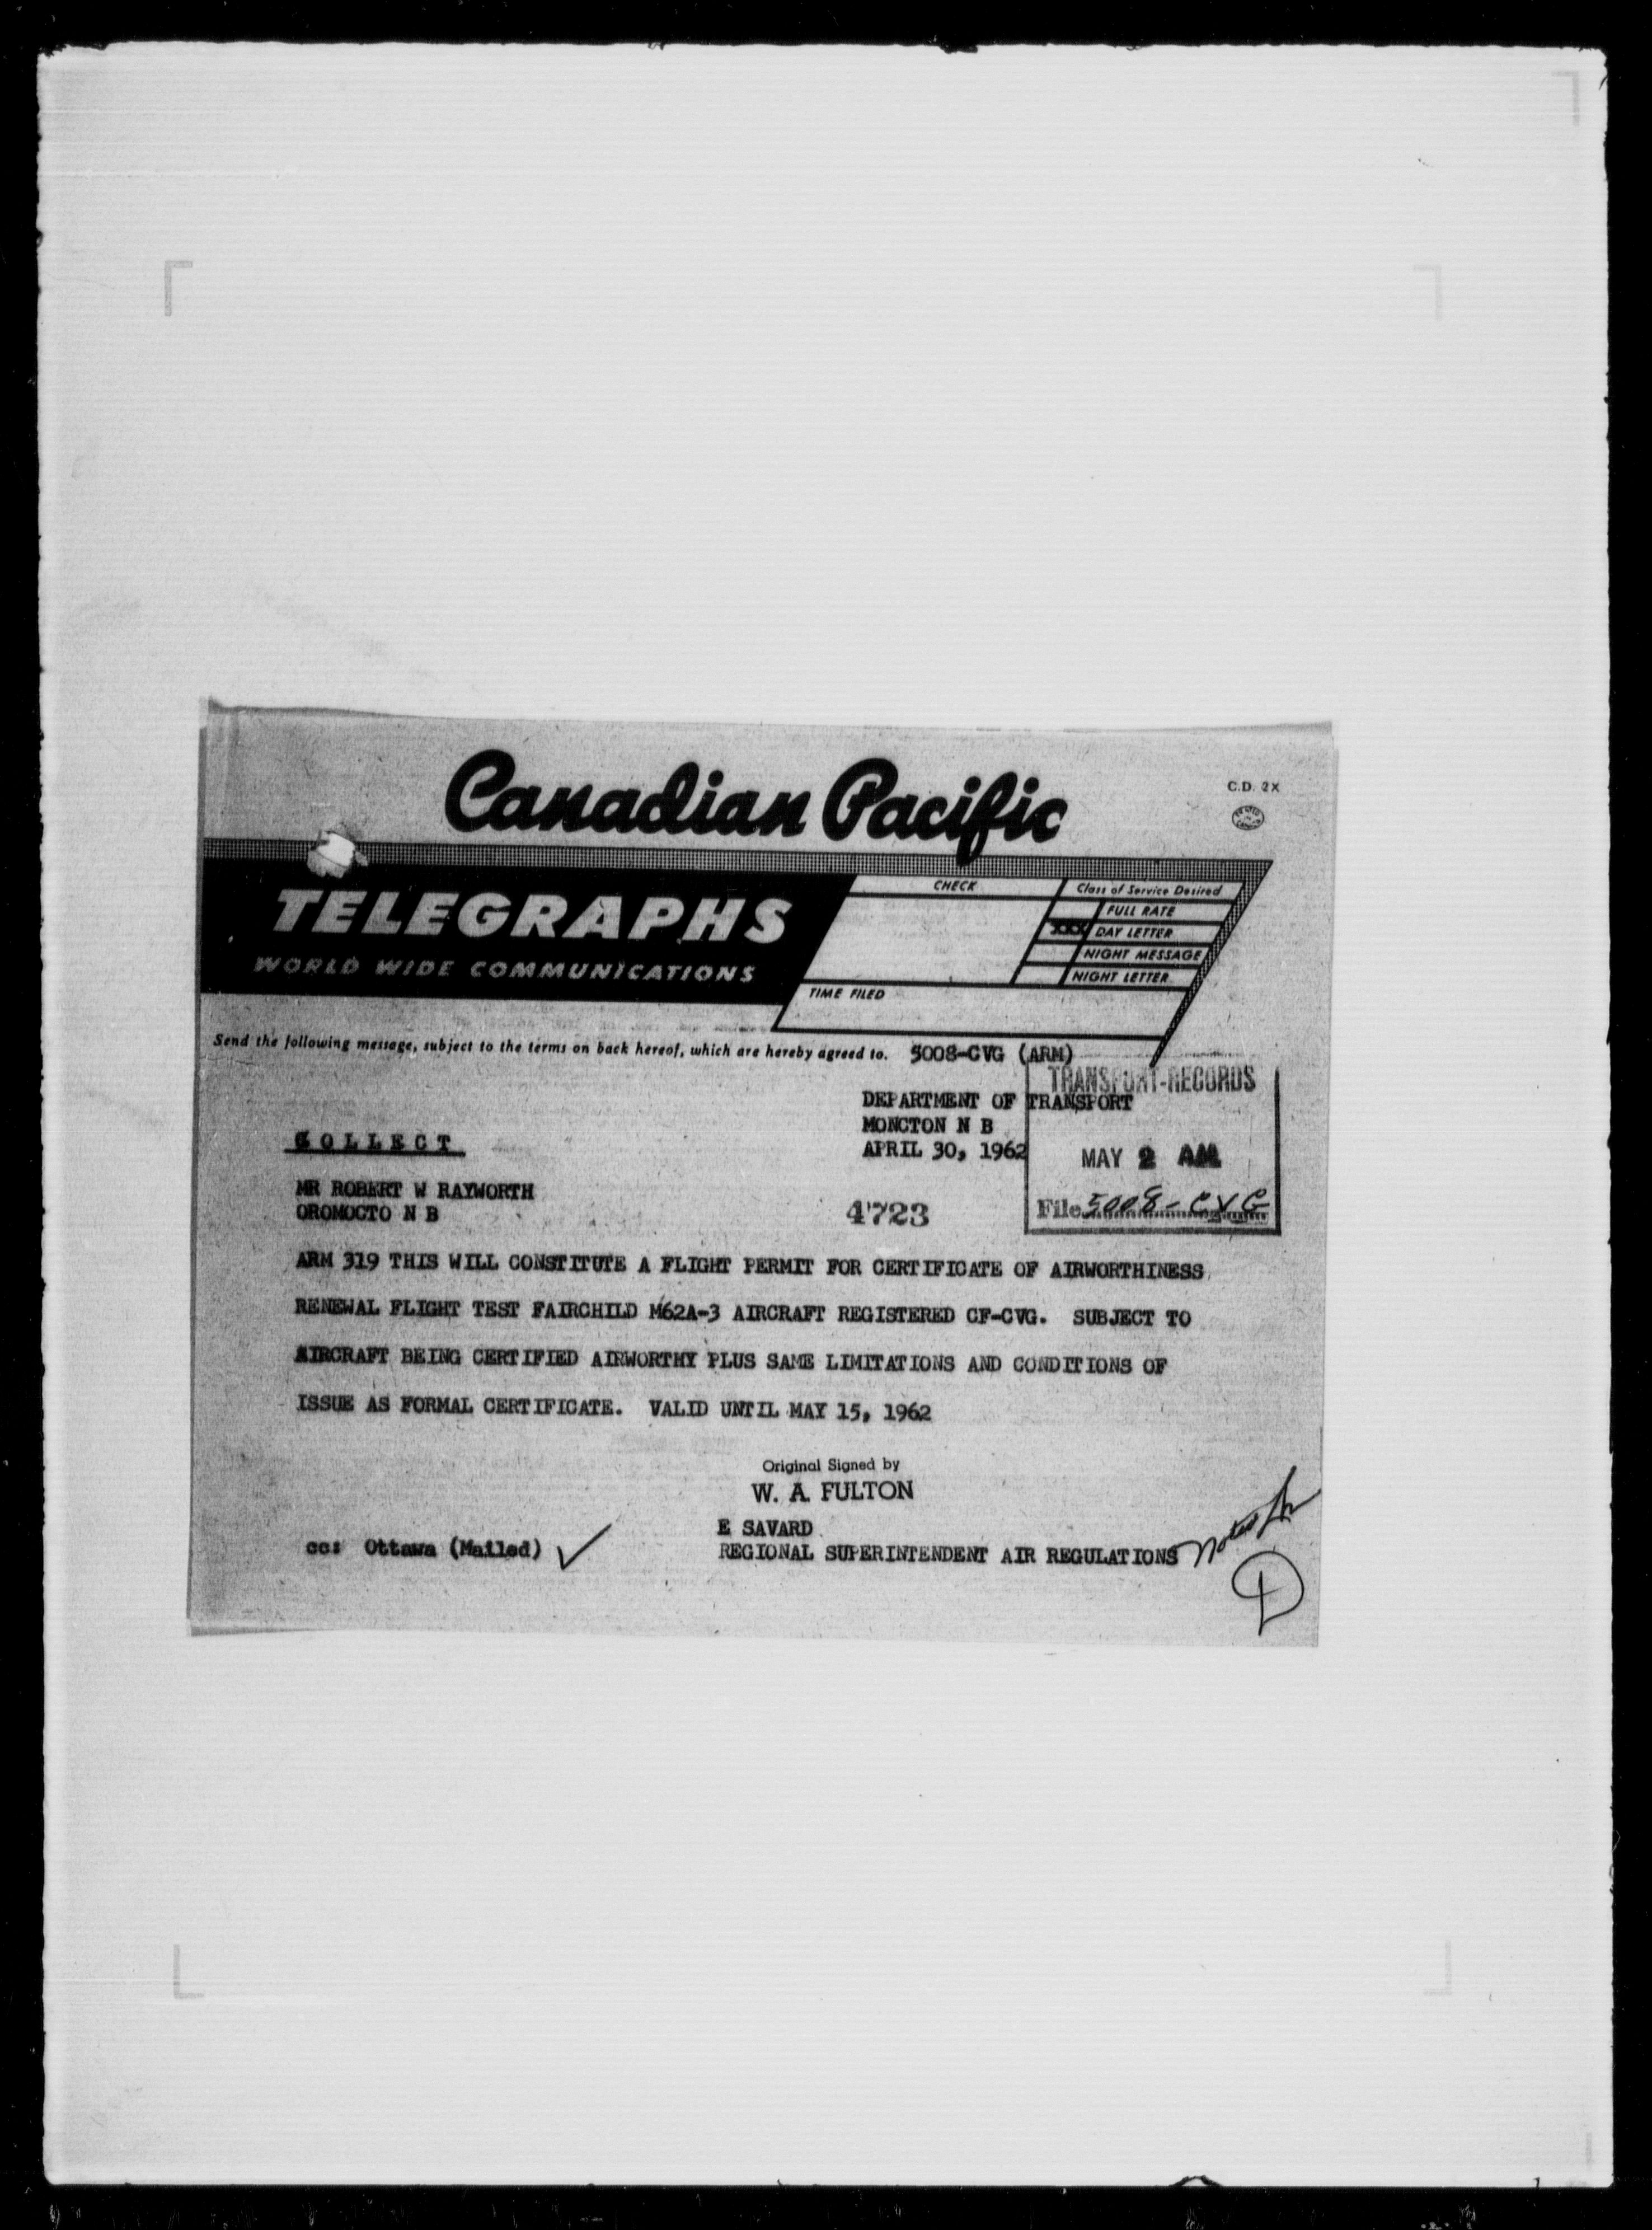 Canadian Pacific
C.D. 2X
TELEGRAPHS
WORLD WIDE COMMUNICATIONS
CHECK
Class of Service Desired
FULL RATE
XXX DAY LETTER
NIGHT MESSAGE
NIGHT LETTER
TIME FILED
Send the following message, subject to the terms on back hereof, which are hereby agreed to. 5008-CVG (ARM)
TRANSPORT-RECORDS
DEPARTMENT OF TRANSPORT
MONCTON N B
COLLECT
APRIL 30, 1962
MAY 2 AM
MR ROBERT W RAYWORTH
OROMOCTO N B
4723
File 5008-CVG
ARM 319 THIS WILL CONSTITUTE A FLIGHT PERMIT FOR CERTIFICATE OF AIRWORTHINESS
RENEWAL FLIGHT TEST FAIRCHILD M62A-3 AIRCRAFT REGISTERED CF-CVG. SUBJECT TO
AIRCRAFT BEING CERTIFIED AIRWORTHY PLUS SAME LIMITATIONS AND CONDITIONS OF
ISSUE AS FORMAL CERTIFICATE. VALID UNTIL MAY 15, 1962
Original Signed by
W. A. FULTON
E SAVARD
cc: Ottawa (Mailed)
REGIONAL SUPERINTENDENT AIR REGULATIONS
Noted
D